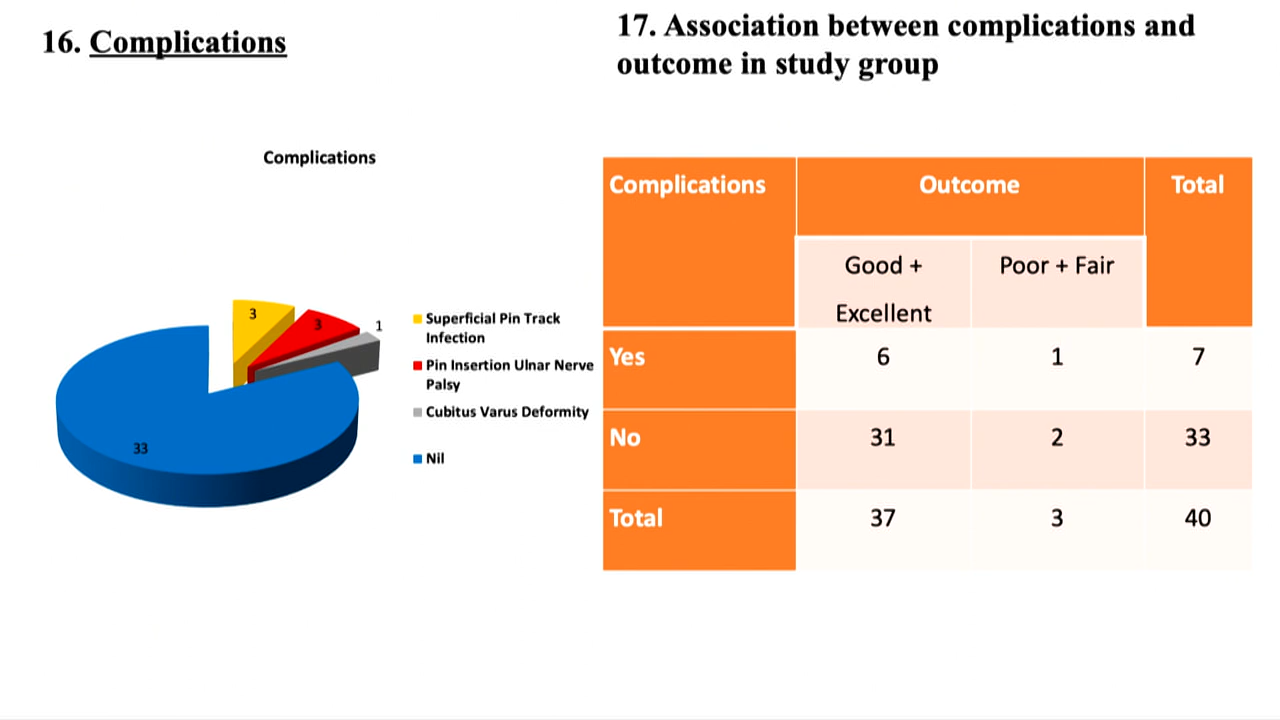 16. Complications
17. Association between complications and
outcome in study group
Complications
3
3
1
33
Superficial Pin Track
Infection
Pin Insertion Ulnar Nerve
Palsy
Cubitus Varus Deformity
Nil
Complications Outcome Total
Good + Poor + Fair
Excellent
Yes 6 1 7
No 31 2 33
Total 37 3 40